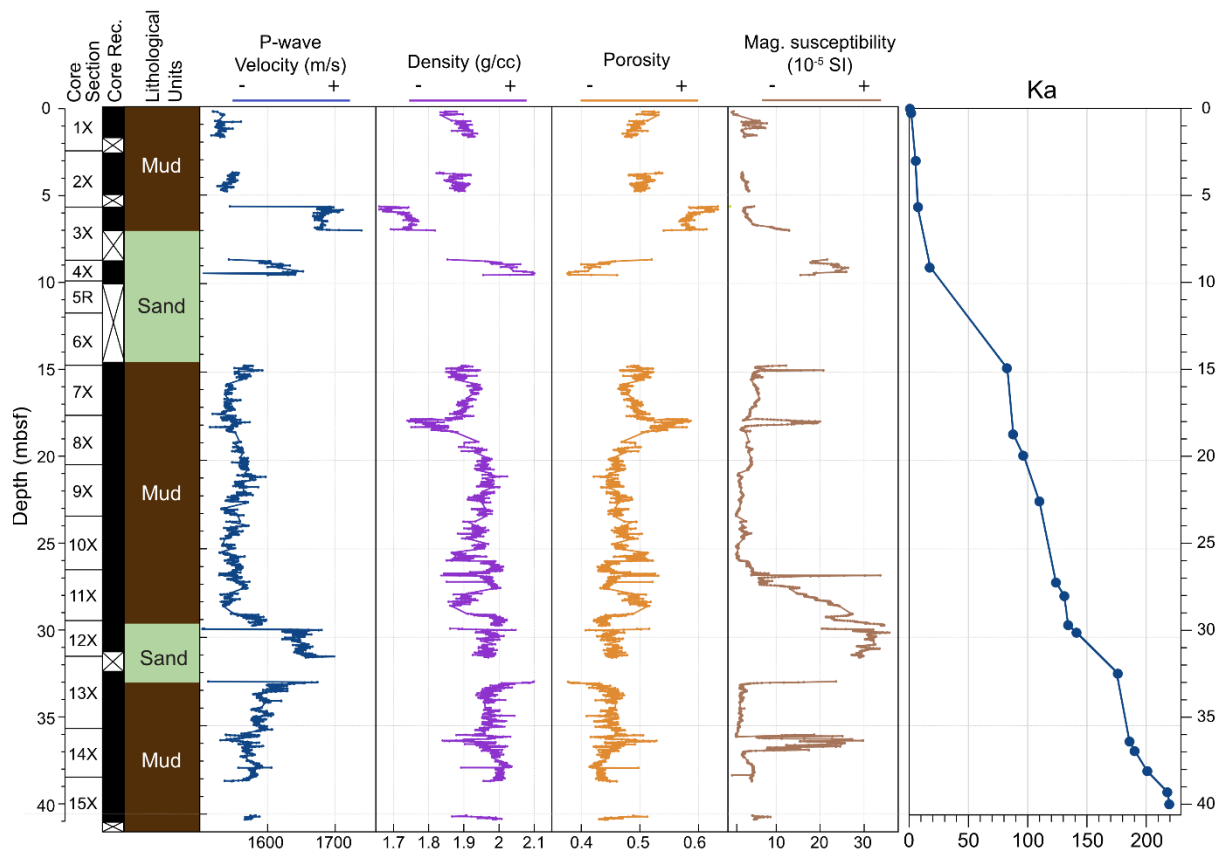 Core
Section
Core Rec.
Lithological
Units
P-wave
Velocity (m/s)
- +
Density (g/cc)
- +
Porosity
- +
Mag. susceptibility
(10⁻⁵ SI)
- +
Ka
Depth (mbsf)
0
5
10
15
20
25
30
35
40
1X
2X
3X
4X
5R
6X
7X
8X
9X
10X
11X
12X
13X
14X
15X
Mud
Sand
Mud
Sand
Mud
0
5
10
15
20
25
30
35
40
1600 1700
1.7 1.8 1.9 2 2.1
0.4 0.5 0.6
10 20 30
0 50 100 150 200